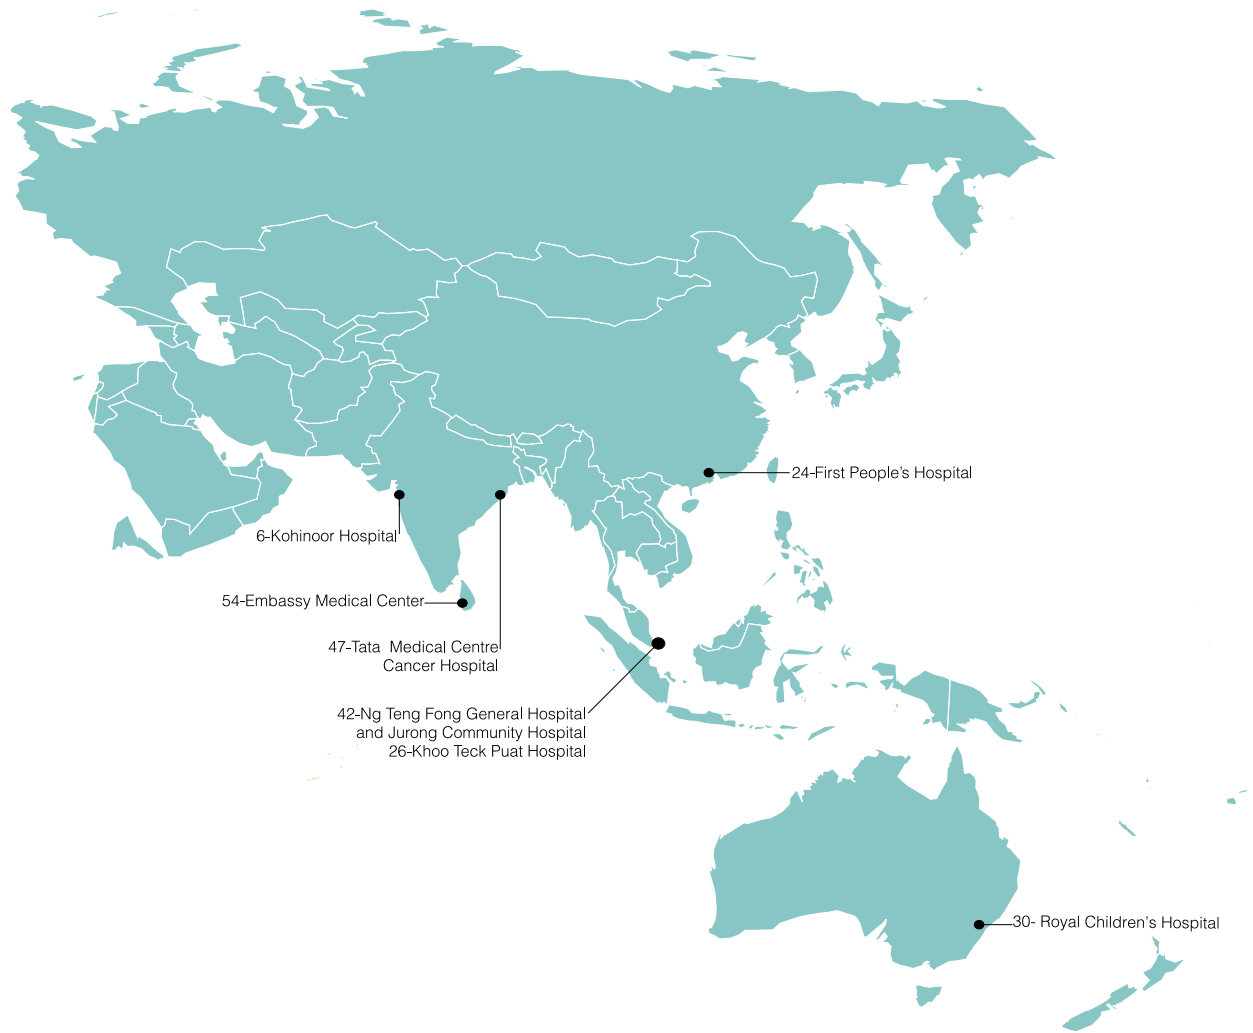 24-First People's Hospital
6-Kohinoor Hospital
54-Embassy Medical Center
47-Tata  Medical Centre
Cancer Hospital
42-Ng Teng Fong General Hospital
and Jurong Community Hospital
26-Khoo Teck Puat Hospital
30- Royal Children's Hospital